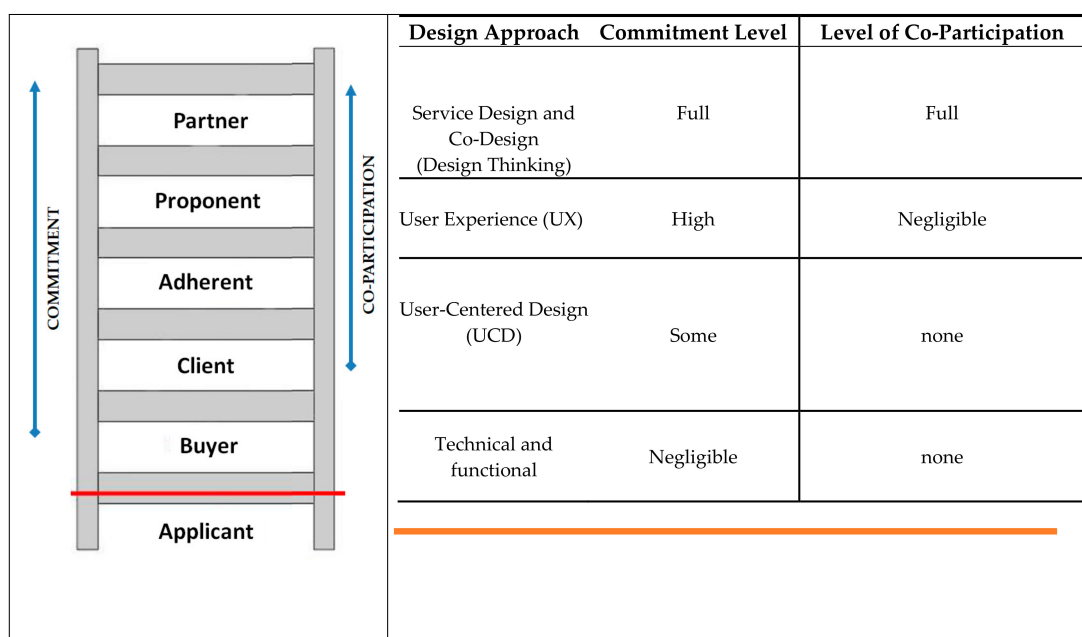 Partner
Proponent
Adherent
Client
Buyer
Applicant
COMMITMENT
CO-PARTICIPATION
Design Approach Commitment Level Level of Co-Participation
Service Design and Full Full
Co-Design
(Design Thinking)
User Experience (UX) High Negligible
User-Centered Design
(UCD) Some none
Technical and
functional Negligible none